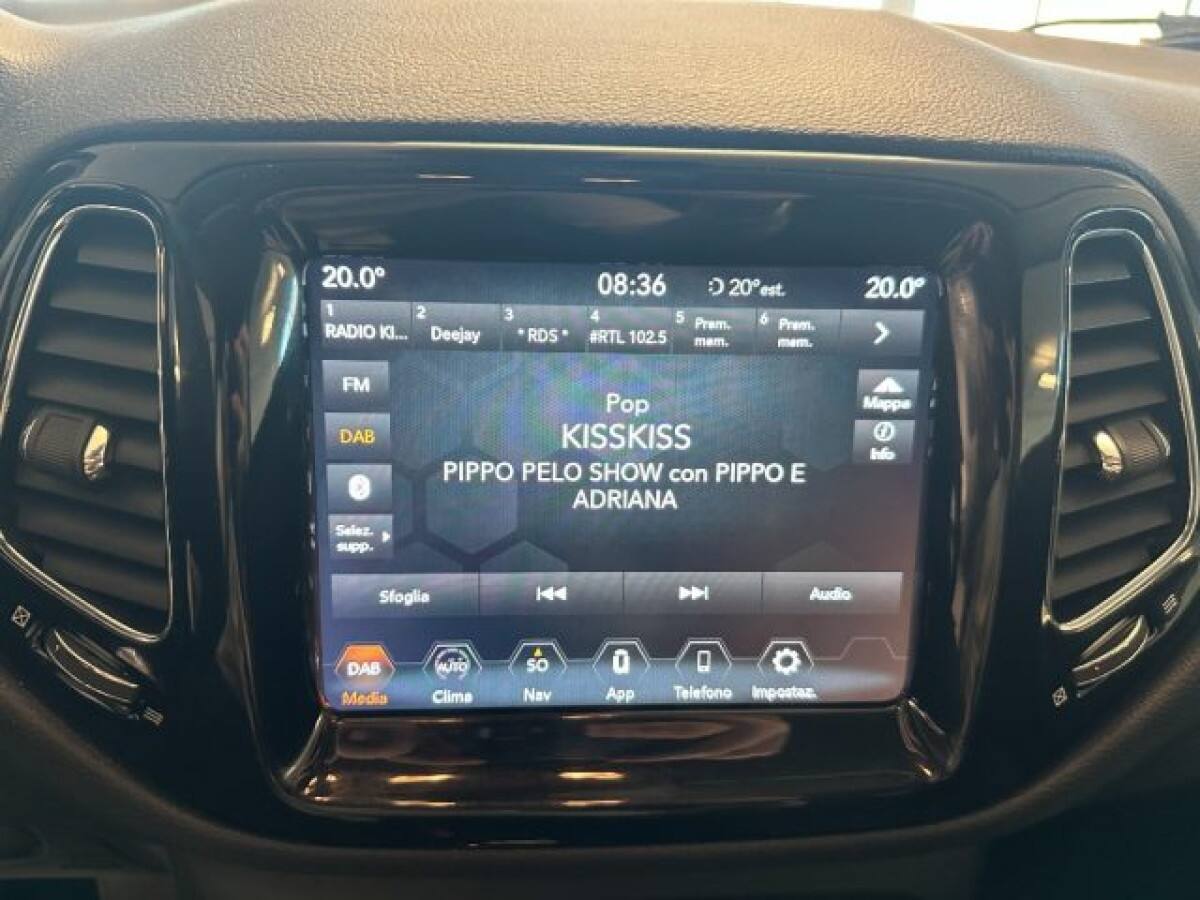 20.0° 08:36 20°est. 20.0°
1 2 3 4 5 6
RADIO KI... Deejay *RDS* #RTL 102.5 Prem. mem. Prem. mem.
FM
Mappa
Pop
DAB
KISSKISS
Info
PIPPO PELO SHOW con PIPPO E
ADRIANA
Selez.
supp.
Sfoglia Audio
DAB AUTO SO
Media Clima Nav App Telefono Impostaz.